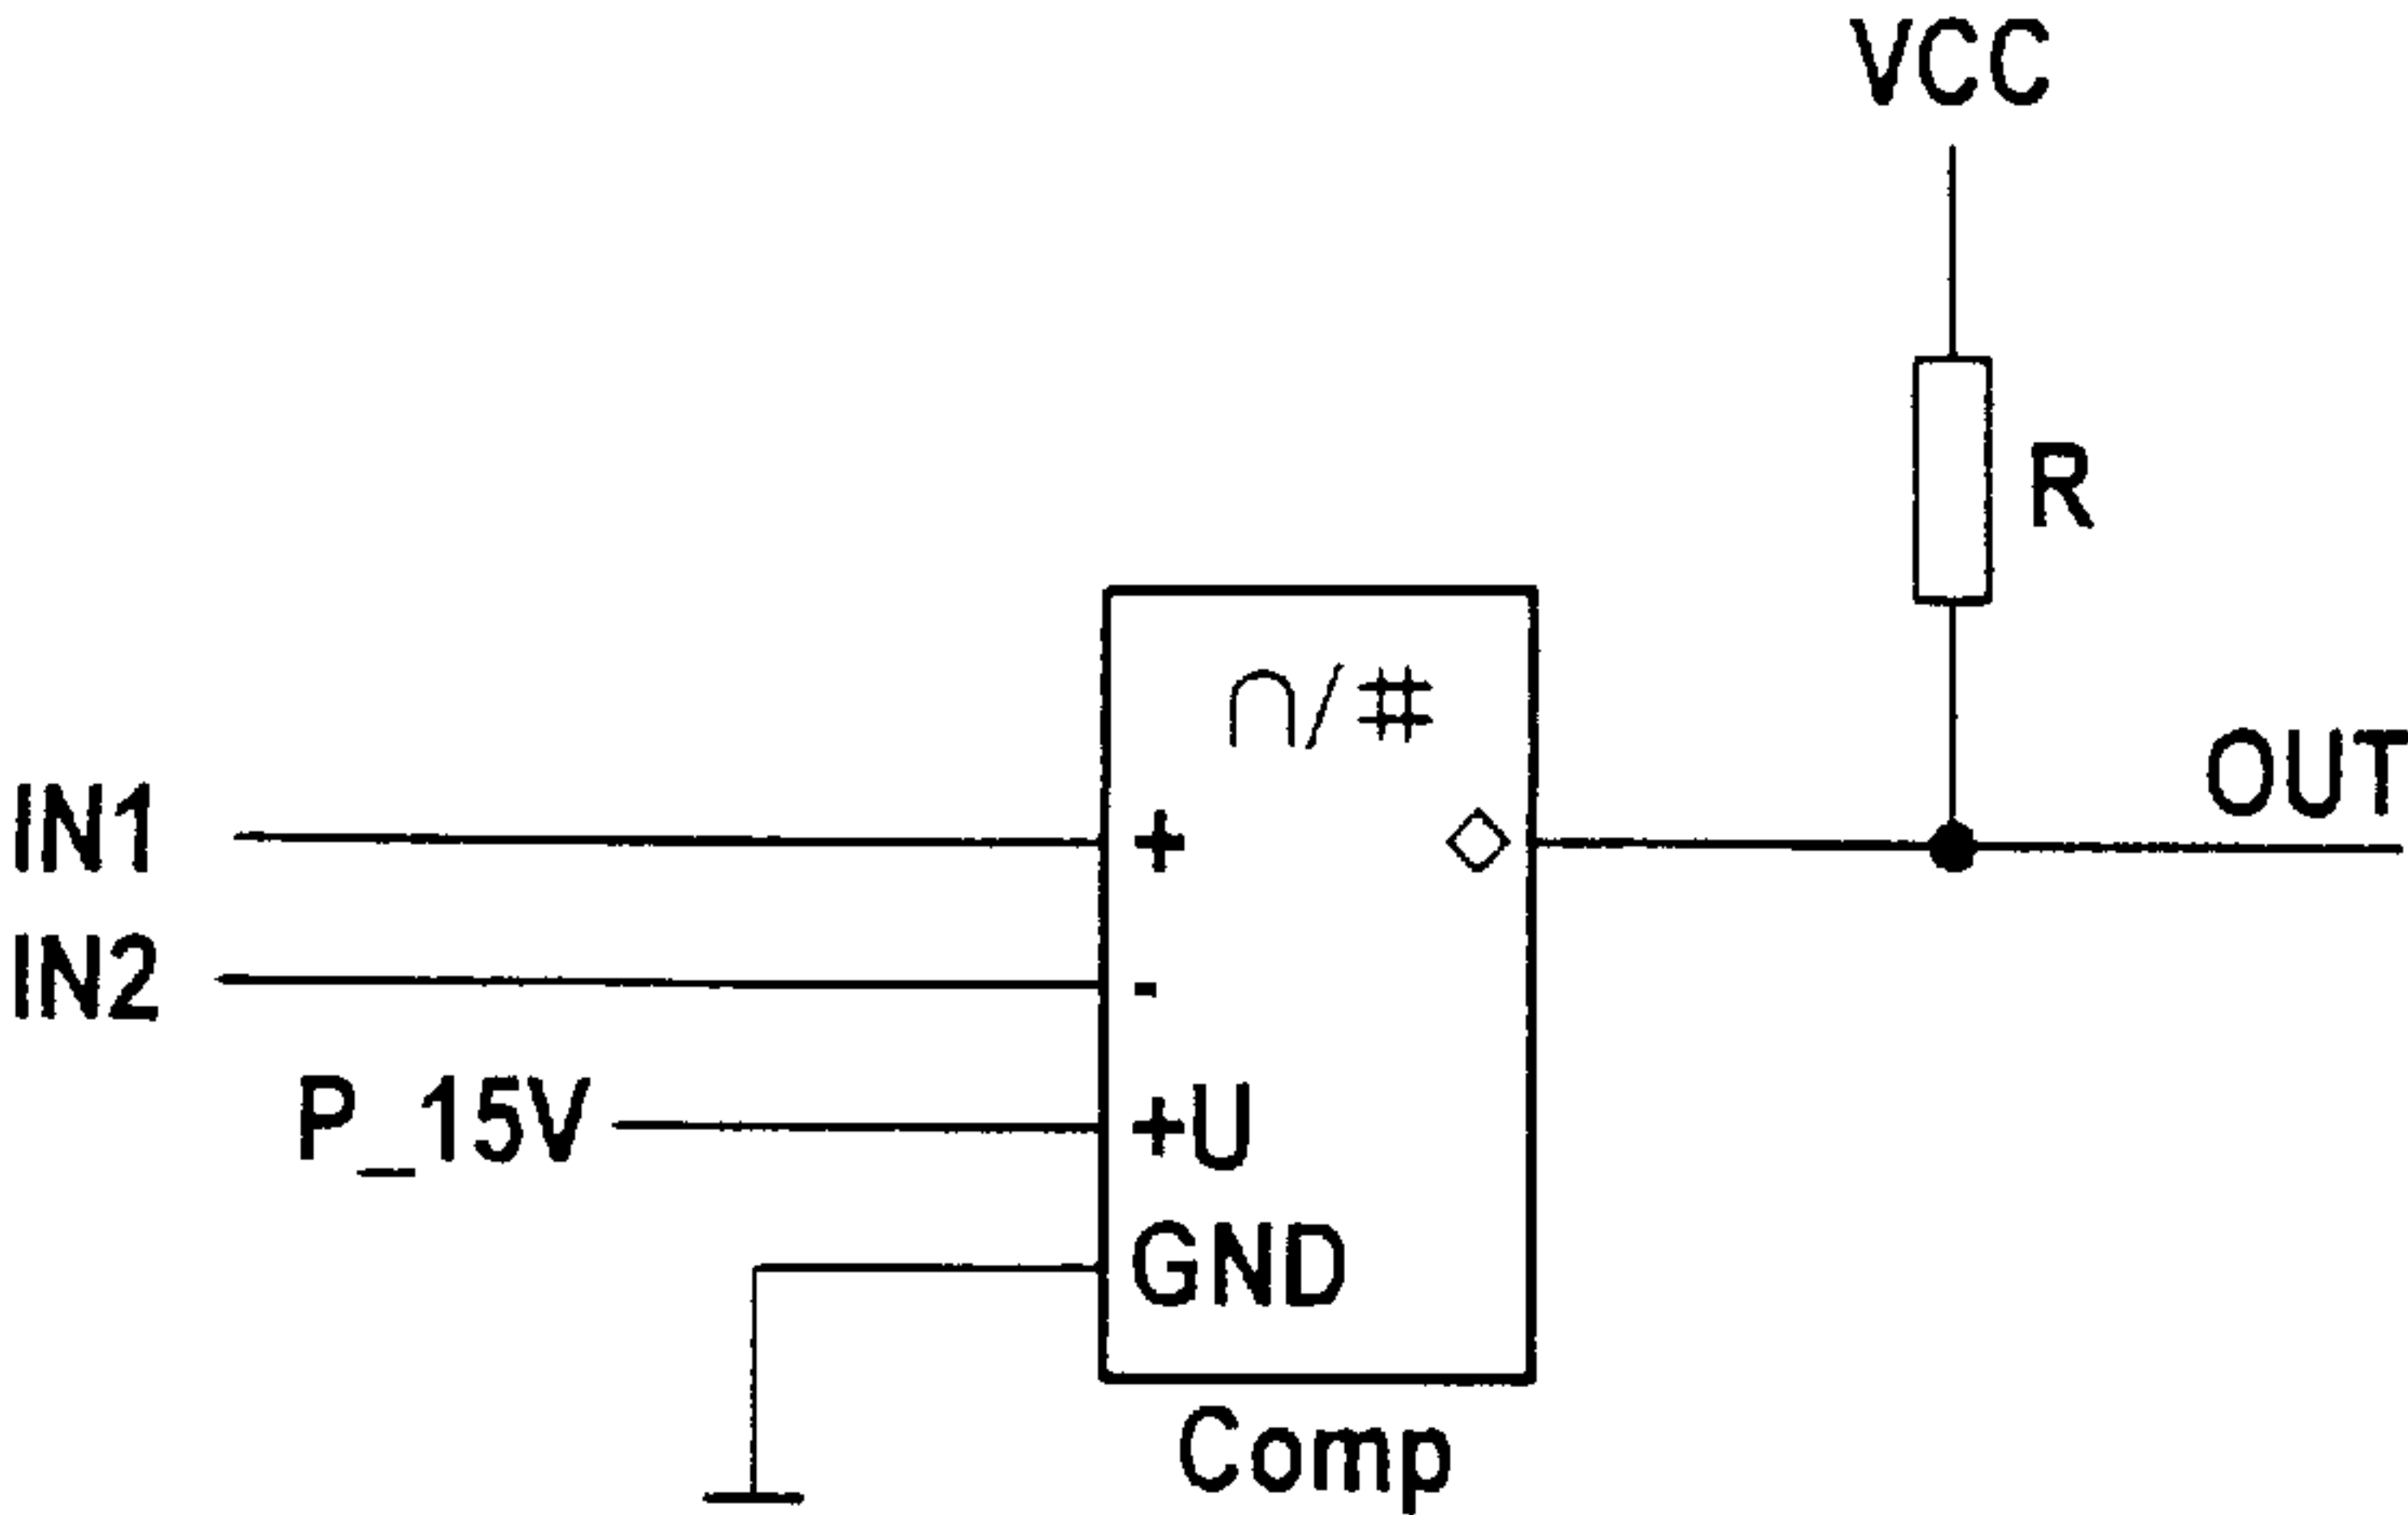 VCC
R
∩/#
OUT
IN1
+
IN2
-
P_15V
+U
GND
Comp